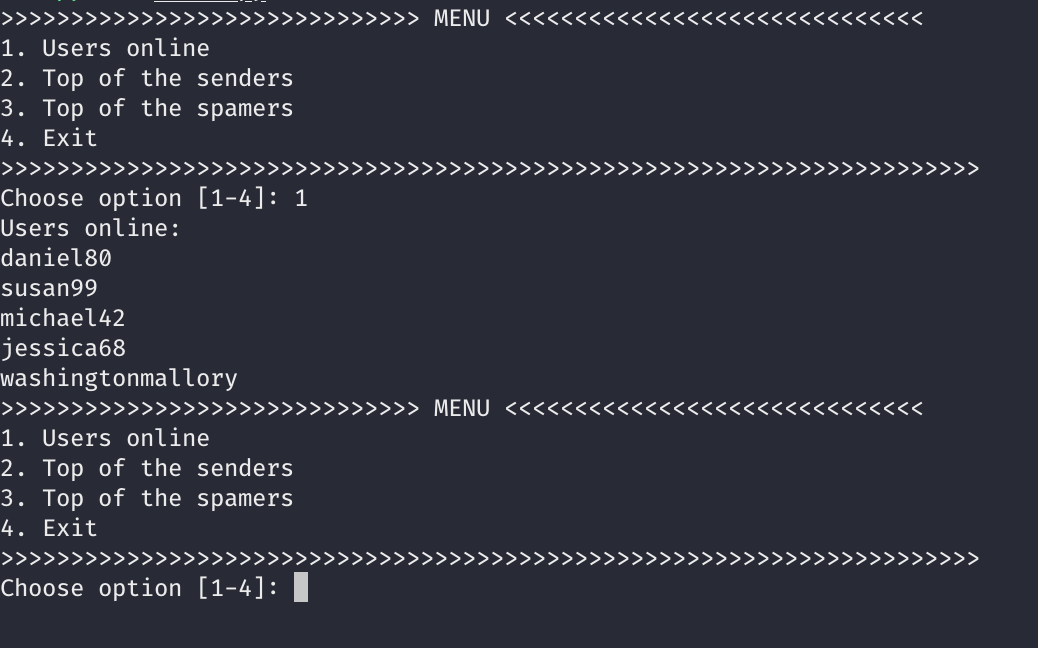 >>>>>>>>>>>>>>>>>>>>>>>>>>>>>> MENU <<<<<<<<<<<<<<<<<<<<<<<<<<<<<<
1. Users online
2. Top of the senders
3. Top of the spamers
4. Exit
>>>>>>>>>>>>>>>>>>>>>>>>>>>>>>>>>>>>>>>>>>>>>>>>>>>>>>>>>>>>>>>>>>>>>>
Choose option [1-4]: 1
Users online:
daniel80
susan99
michael42
jessica68
washingtonmallory
>>>>>>>>>>>>>>>>>>>>>>>>>>>>>> MENU <<<<<<<<<<<<<<<<<<<<<<<<<<<<<<
1. Users online
2. Top of the senders
3. Top of the spamers
4. Exit
>>>>>>>>>>>>>>>>>>>>>>>>>>>>>>>>>>>>>>>>>>>>>>>>>>>>>>>>>>>>>>>>>>>>>>
Choose option [1-4]: